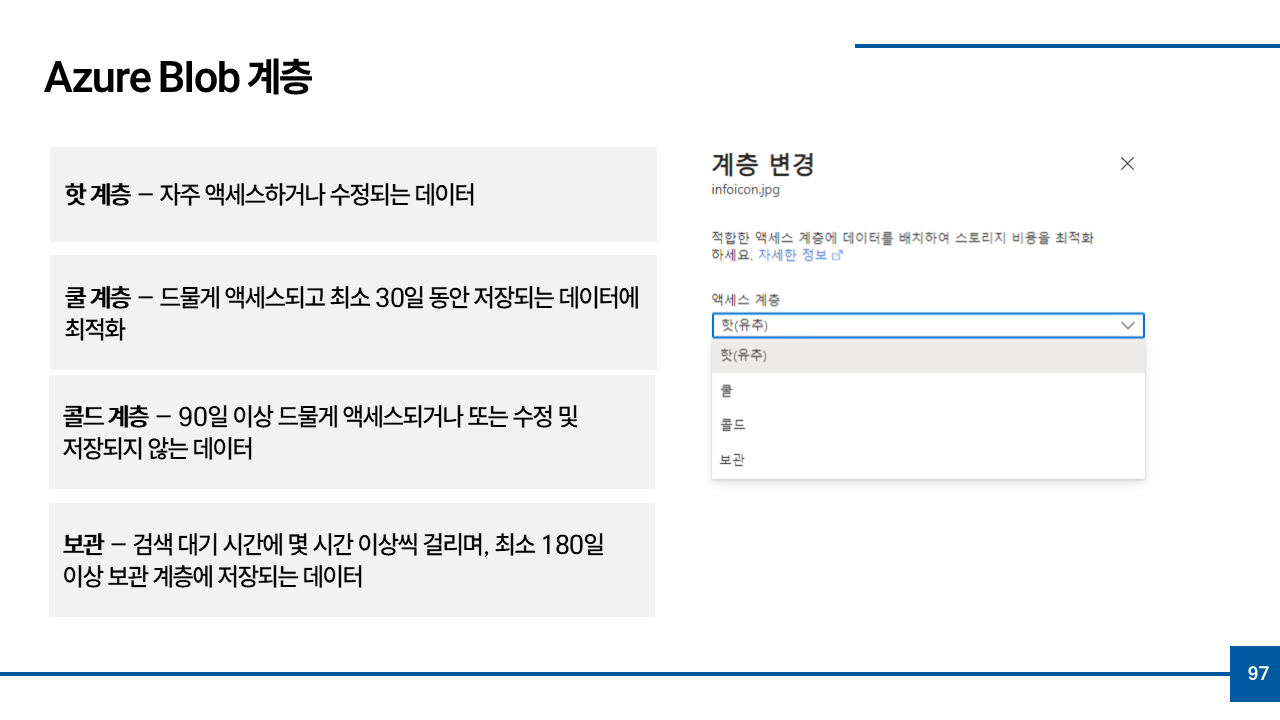 Azure Blob 계층
핫 계층 – 자주 액세스하거나 수정되는 데이터
쿨 계층 – 드물게 액세스되고 최소 30일 동안 저장되는 데이터에
최적화
콜드 계층 – 90일 이상 드물게 액세스되거나 또는 수정 및
저장되지 않는 데이터
보관 – 검색 대기 시간에 몇 시간 이상씩 걸리며, 최소 180일
이상 보관 계층에 저장되는 데이터
계층 변경
infoicon.jpg
적합한 액세스 계층에 데이터를 배치하여 스토리지 비용을 최적화
하세요. 자세한 정보
액세스 계층
핫(유추)
핫(유추)
쿨
콜드
보관
97